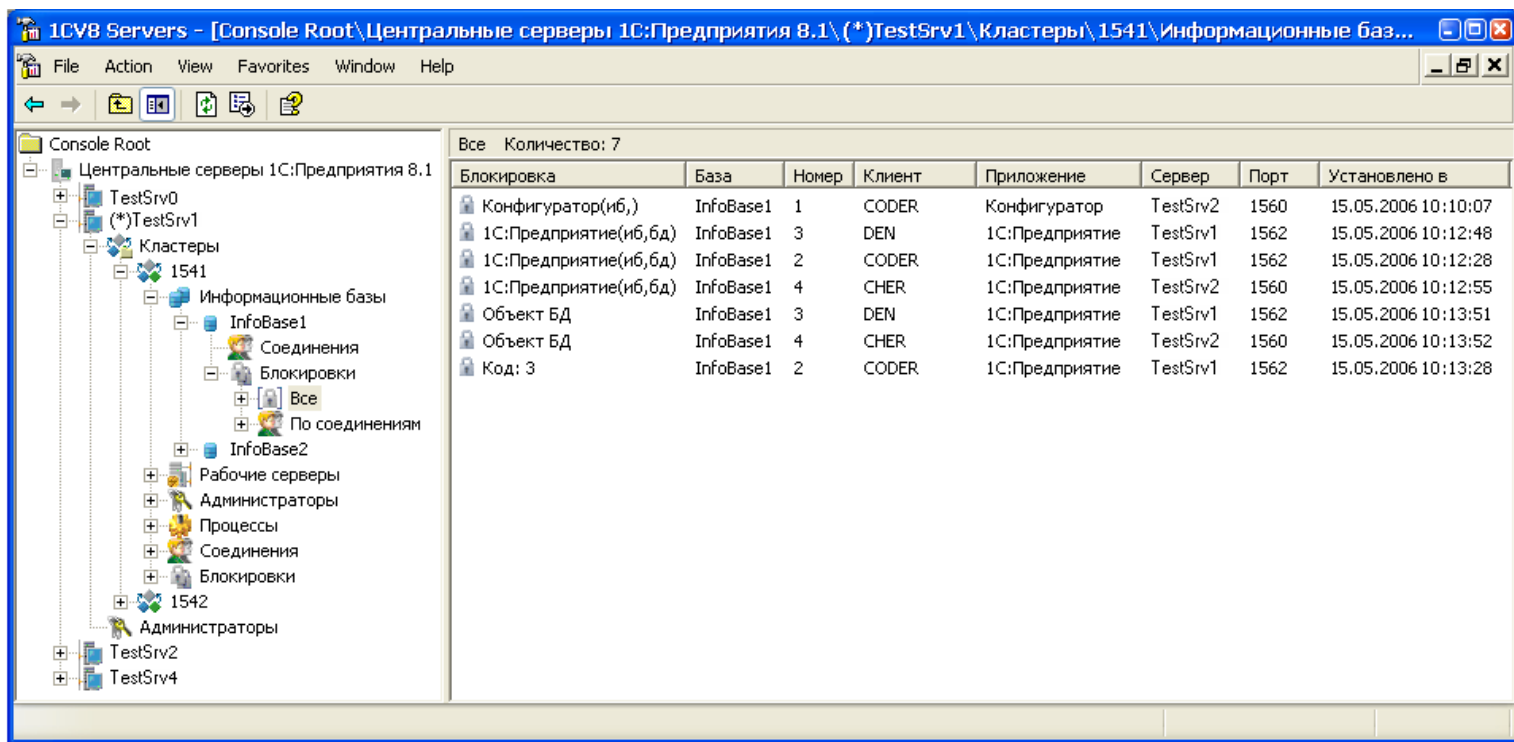 1CV8 Servers - [Console Root\Центральные серверы 1С:Предприятия 8.1\(*)TestSrv1\Кластеры\1541\Информационные баз...
File Action View Favorites Window Help
Console Root
Центральные серверы 1С:Предприятия 8.1
TestSrv0
(*)TestSrv1
Кластеры
1541
Информационные базы
InfoBase1
Соединения
Блокировки
Все
По соединениям
InfoBase2
Рабочие серверы
Администраторы
Процессы
Соединения
Блокировки
1542
Администраторы
TestSrv2
TestSrv4
Все Количество: 7
Блокировка База Номер Клиент Приложение Сервер Порт Установлено в
Конфигуратор(иб,) InfoBase1 1 CODER Конфигуратор TestSrv2 1560 15.05.2006 10:10:07
1С:Предприятие(иб,бд) InfoBase1 3 DEN 1С:Предприятие TestSrv1 1562 15.05.2006 10:12:48
1С:Предприятие(иб,бд) InfoBase1 2 CODER 1С:Предприятие TestSrv1 1562 15.05.2006 10:12:28
1С:Предприятие(иб,бд) InfoBase1 4 CHER 1С:Предприятие TestSrv2 1560 15.05.2006 10:12:55
Объект БД InfoBase1 3 DEN 1С:Предприятие TestSrv1 1562 15.05.2006 10:13:51
Объект БД InfoBase1 4 CHER 1С:Предприятие TestSrv2 1560 15.05.2006 10:13:52
Код: 3 InfoBase1 2 CODER 1С:Предприятие TestSrv1 1562 15.05.2006 10:13:28